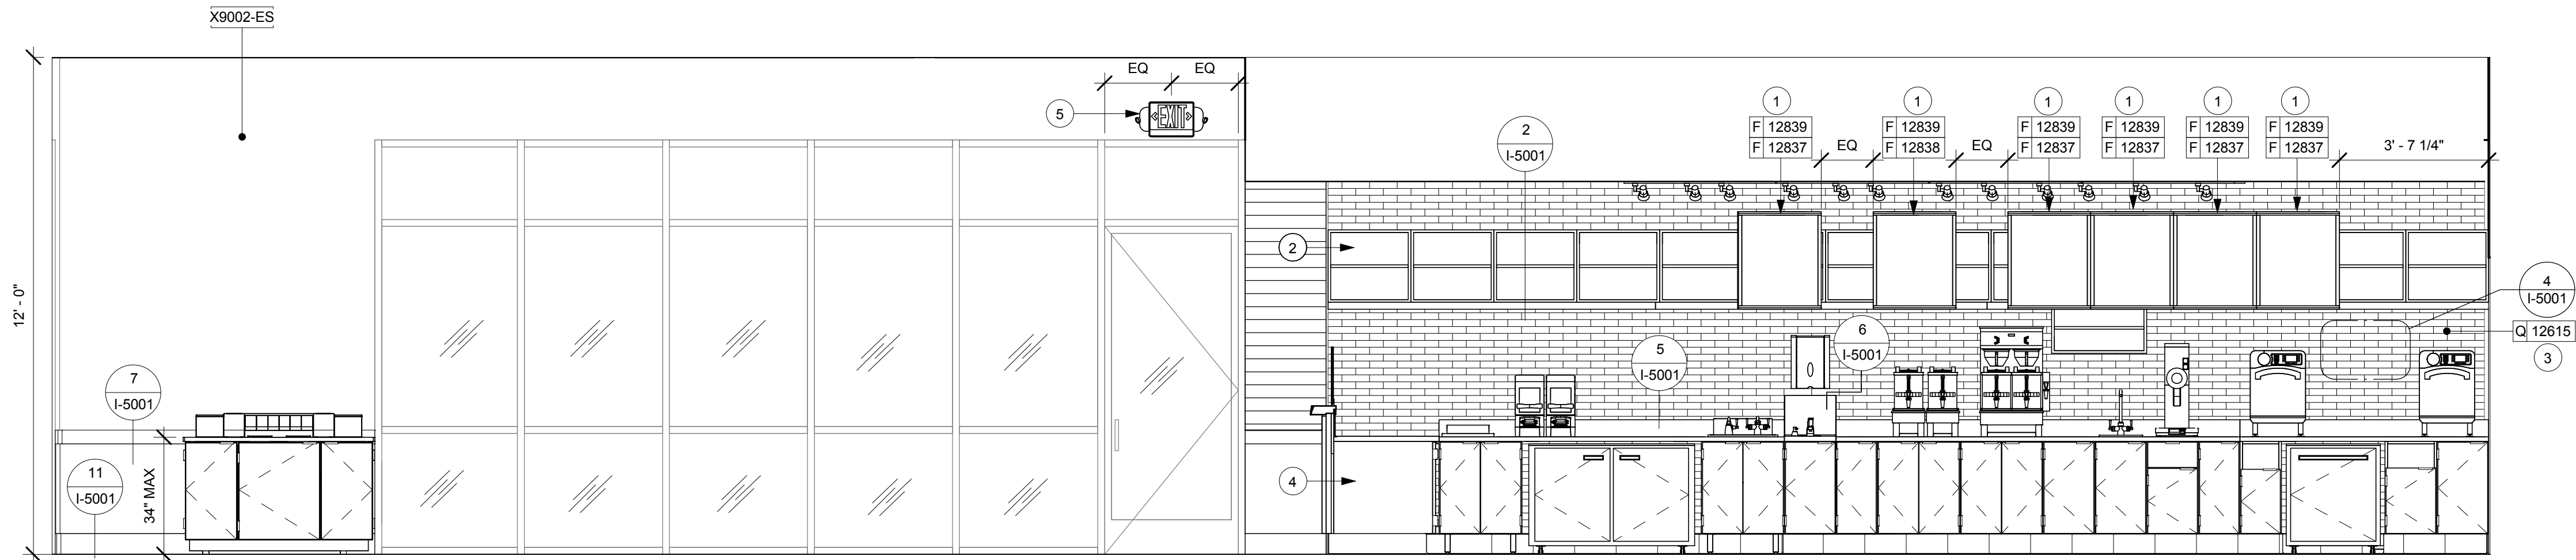 X9002-ES
EQ EQ
5
EXIT
2
I-5001
1 1 1 1 1 1
F 12839 F 12839 F 12839 F 12839 F 12839 F 12839
F 12837 F 12838 F 12837 F 12837 F 12837 F 12837
EQ EQ
3' - 7 1/4"
2
4
I-5001
12' - 0"
Q 12615
3
6
I-5001
5
I-5001
7
I-5001
11
I-5001
34" MAX
4